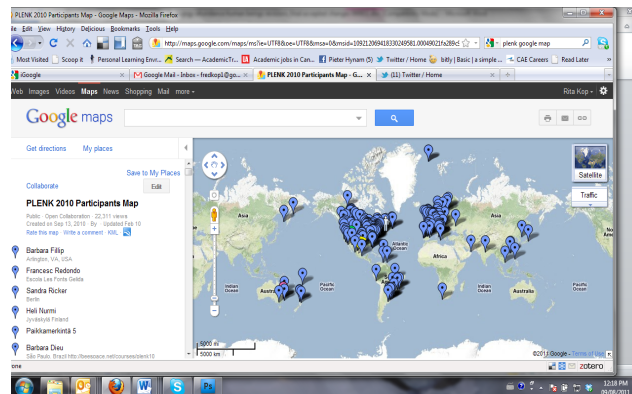 PLENK 2010 Participants Map - Google Maps - Mozilla Firefox
File Edit View History Delicious Bookmarks Tools Help
http://maps.google.com/maps/ms?ie=UTF8&oe=UTF8&msa=0&msid=109212069418330249581.00049021fa289c
plenk google map
Most Visited Scoop it Personal Learning Env... Search — AcademicTr... Academic jobs in Can... Pieter Hynam (5) Twitter / Home bitly | Basic | a simple ... CAE Careers Read Later
iGoogle Google Mail - Inbox - fredkop1@go... PLENK 2010 Participants Map - G... (11) Twitter / Home
Web Images Videos Maps News Shopping Mail more
Rita Kop
Google maps
Get directions My places
Save to My Places
Collaborate Edit
PLENK 2010 Participants Map
Public · Open Collaboration · 22,311 views
Created on Sep 13, 2010 · By · Updated Feb 10
Rate this map · Write a comment · KML
Barbara Fillip
Arlington, VA, USA
Francesc Redondo
Escola Les Fonts Gelida
Sandra Ricker
Berlin
Heli Nurmi
Jyväskylä Finland
Paikkamerkintä 5
Barbara Dieu
São Paulo, Brazil http://beespace.net/courses/plenk10
Satellite
Traffic
Asia
Atlantic Ocean
Africa
Asia
Indian Ocean
Australia
Pacific Ocean
Indian Ocean
Australia
Pacific Ocean
5000 mi
5000 km
©2011 Google - Terms of Use
zotero
12:18 PM
09/08/2011